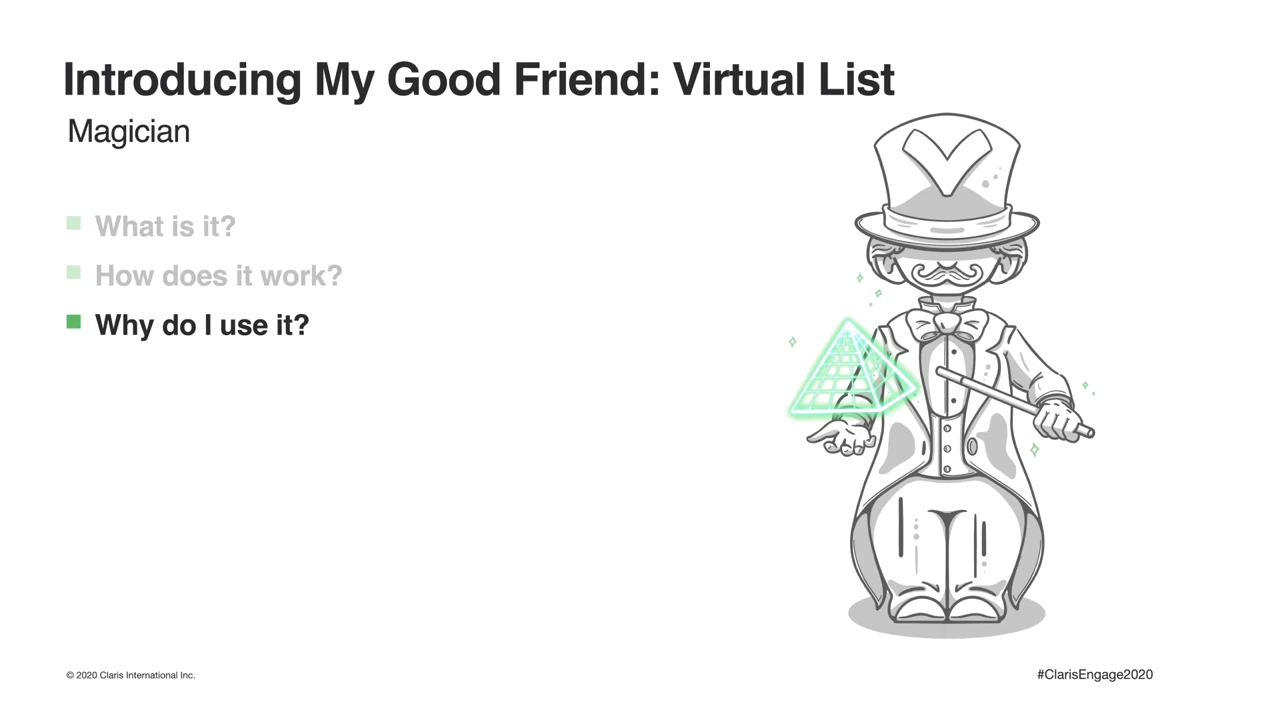 Introducing My Good Friend: Virtual List
Magician
What is it?
How does it work?
Why do I use it?
V
© 2020 Claris International Inc.
#ClarisEngage2020